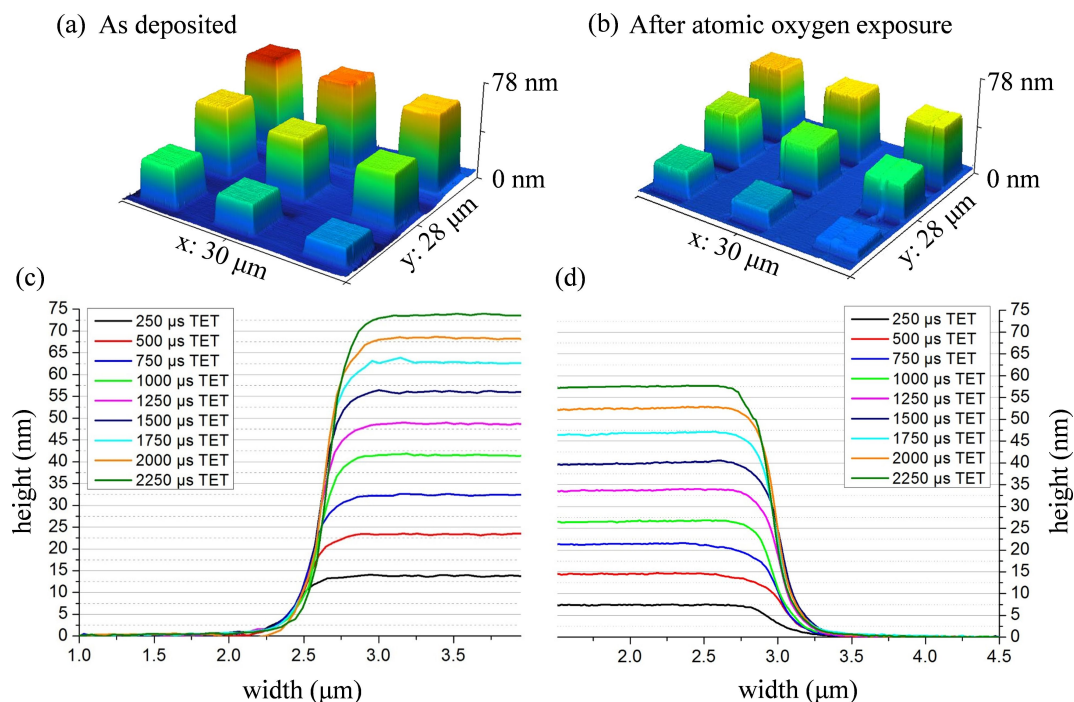 (a) As deposited
(b) After atomic oxygen exposure
78 nm
0 nm
x: 30 μm
y: 28 μm
78 nm
0 nm
x: 30 μm
y: 28 μm
(c)
75
70
65
60
55
50
45
40
35
30
25
20
15
10
5
0
height (nm)
250 μs TET
500 μs TET
750 μs TET
1000 μs TET
1250 μs TET
1500 μs TET
1750 μs TET
2000 μs TET
2250 μs TET
1.0 1.5 2.0 2.5 3.0 3.5
width (μm)
(d)
250 μs TET
500 μs TET
750 μs TET
1000 μs TET
1250 μs TET
1500 μs TET
1750 μs TET
2000 μs TET
2250 μs TET
75
70
65
60
55
50
45
40
35
30
25
20
15
10
5
0
height (nm)
2.0 2.5 3.0 3.5 4.0 4.5
width (μm)